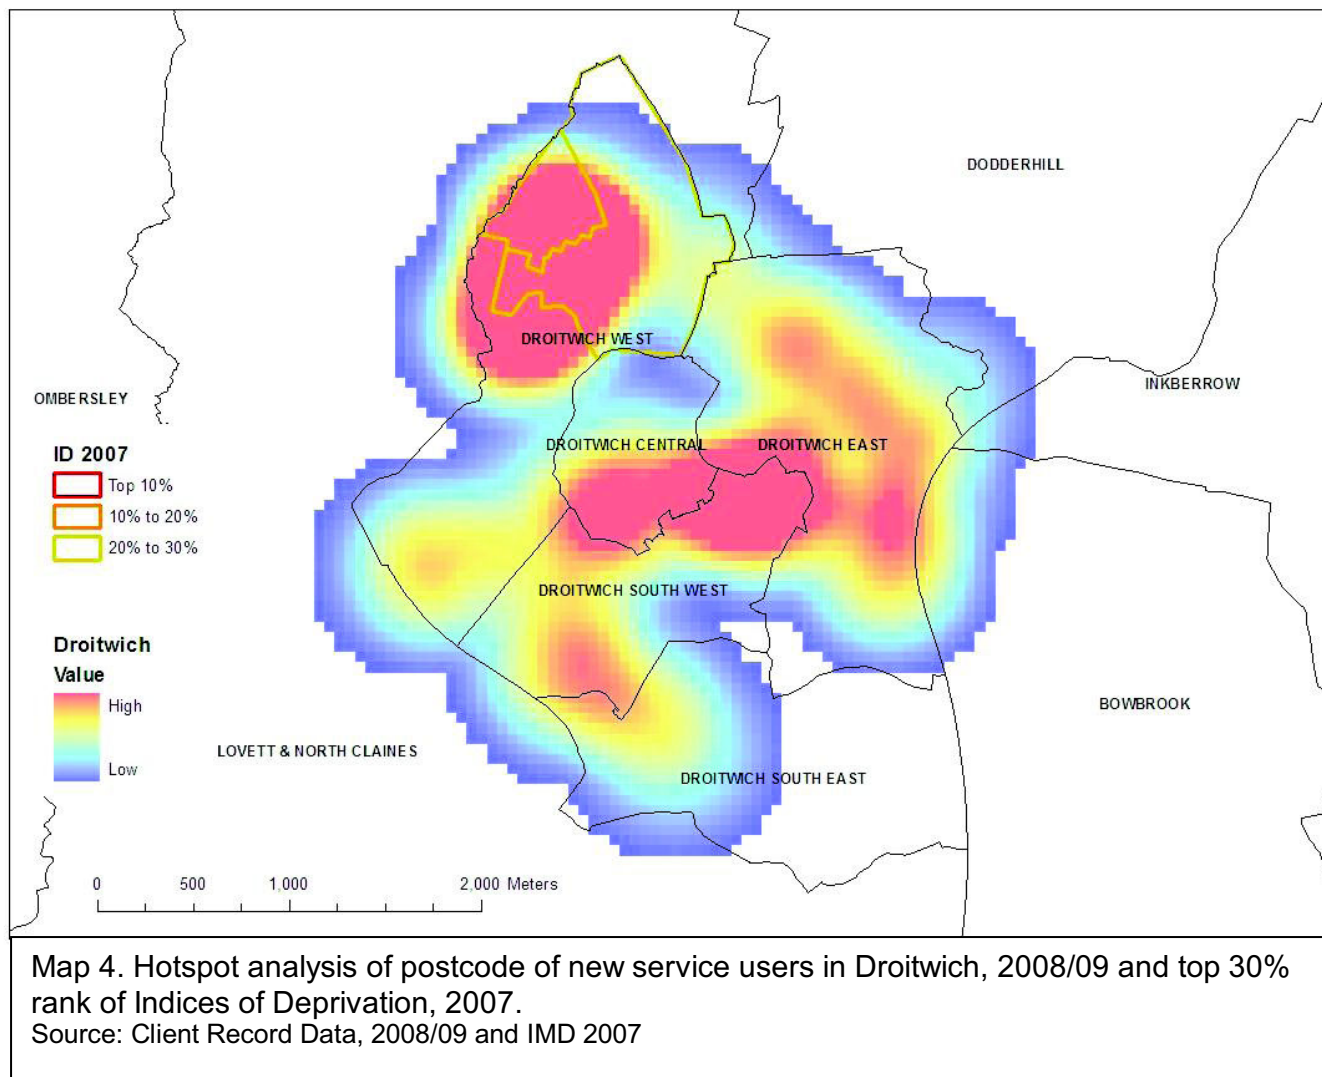 DODDERHILL
DROITWICH WEST
INKBERROW
OMBERSLEY
DROITWICH CENTRAL
DROITWICH EAST
ID 2007
Top 10%
10% to 20%
20% to 30%
DROITWICH SOUTH WEST
Droitwich
Value
High
Low
BOWBROOK
LOVETT & NORTH CLAINES
DROITWICH SOUTH EAST
0 500 1,000 2,000 Meters
Map 4. Hotspot analysis of postcode of new service users in Droitwich, 2008/09 and top 30%
rank of Indices of Deprivation, 2007.
Source: Client Record Data, 2008/09 and IMD 2007